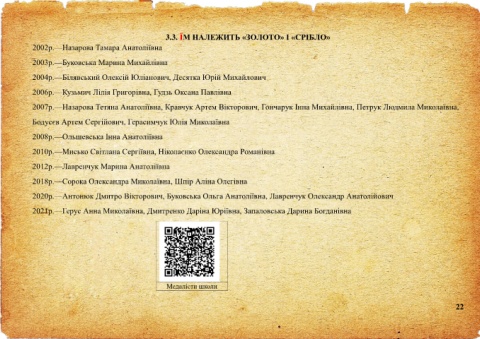 3.3. ЇМ НАЛЕЖИТЬ «ЗОЛОТО» І «СРІБЛО»
2002р.—Назарова Тамара Анатоліївна
2003р.—Буковська Марина Михайлівна
2004р.—Білявський Олексій Юліанович, Десятка Юрій Михайлович
2006р.—Кузьмич Лілія Григорівна, Гудзь Оксана Павлівна
2007р.—Назарова Тетяна Анатоліївна, Кравчук Артем Вікторович, Гончарук Інна Михайлівна, Петрук Людмила Миколаївна,
Бодусєв Артем Сергійович, Герасимчук Юлія Миколаївна
2008р.—Ольшевська Інна Анатоліївна
2010р.—Мисько Світлана Сергіївна, Ніконаєнко Олександра Романівна
2012р.—Лавренчук Марина Анатоліївна
2018р.—Сорока Олександра Миколаївна, Шпір Аліна Олегівна
2020р.—Антонюк Дмитро Вікторович, Буковська Ольга Анатоліївна, Лавренчук Олександр Анатолійович
2021р.—Герус Анна Миколаївна, Дмитренко Даріна Юріївна, Запаловська Дарина Богданівна
Медалісти школи
22